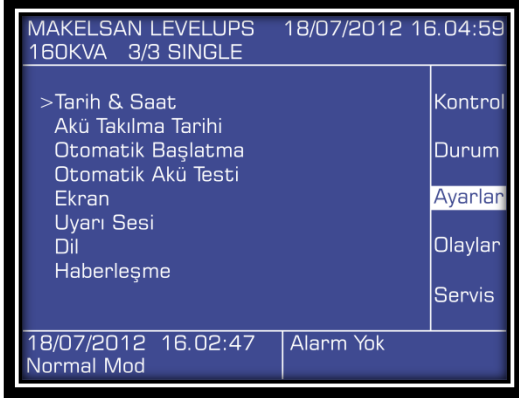 MAKELSAN LEVELUPS 18/07/2012 16.04:59
160KVA 3/3 SINGLE
>Tarih & Saat
Akü Takılma Tarihi
Otomatik Başlatma
Otomatik Akü Testi
Ekran
Uyarı Sesi
Dil
Haberleşme
Kontrol
Durum
Ayarlar
Olaylar
Servis
18/07/2012 16.02:47
Normal Mod
Alarm Yok